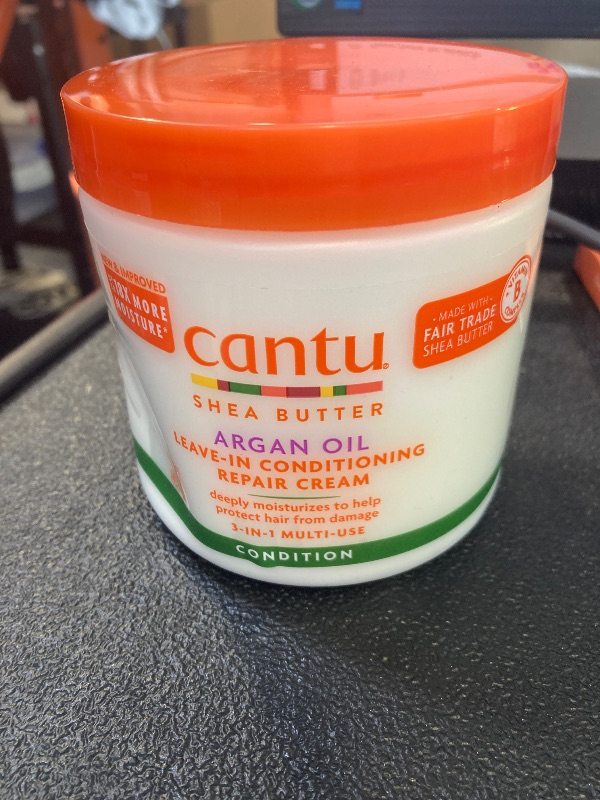 & IMPROVED
MORE
MOISTURE*
• MADE WITH •
FAIR TRADE
SHEA BUTTER
B
cantu®
SHEA BUTTER
ARGAN OIL
LEAVE-IN CONDITIONING
REPAIR CREAM
deeply moisturizes to help
protect hair from damage
3-IN-1 MULTI-USE
CONDITION